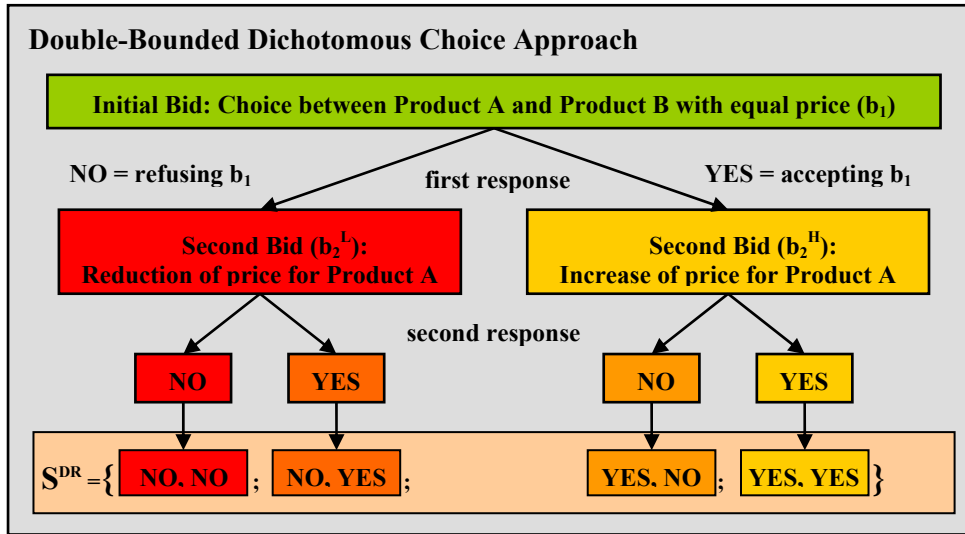 Double-Bounded Dichotomous Choice Approach
Initial Bid: Choice between Product A and Product B with equal price (b₁)
NO = refusing b₁
first response
YES = accepting b₁
Second Bid (b₂ᴸ):
Reduction of price for Product A
Second Bid (b₂ᴴ):
Increase of price for Product A
second response
NO
YES
NO
YES
Sᴰᴿ ={ NO, NO ; NO, YES ; YES, NO ; YES, YES }